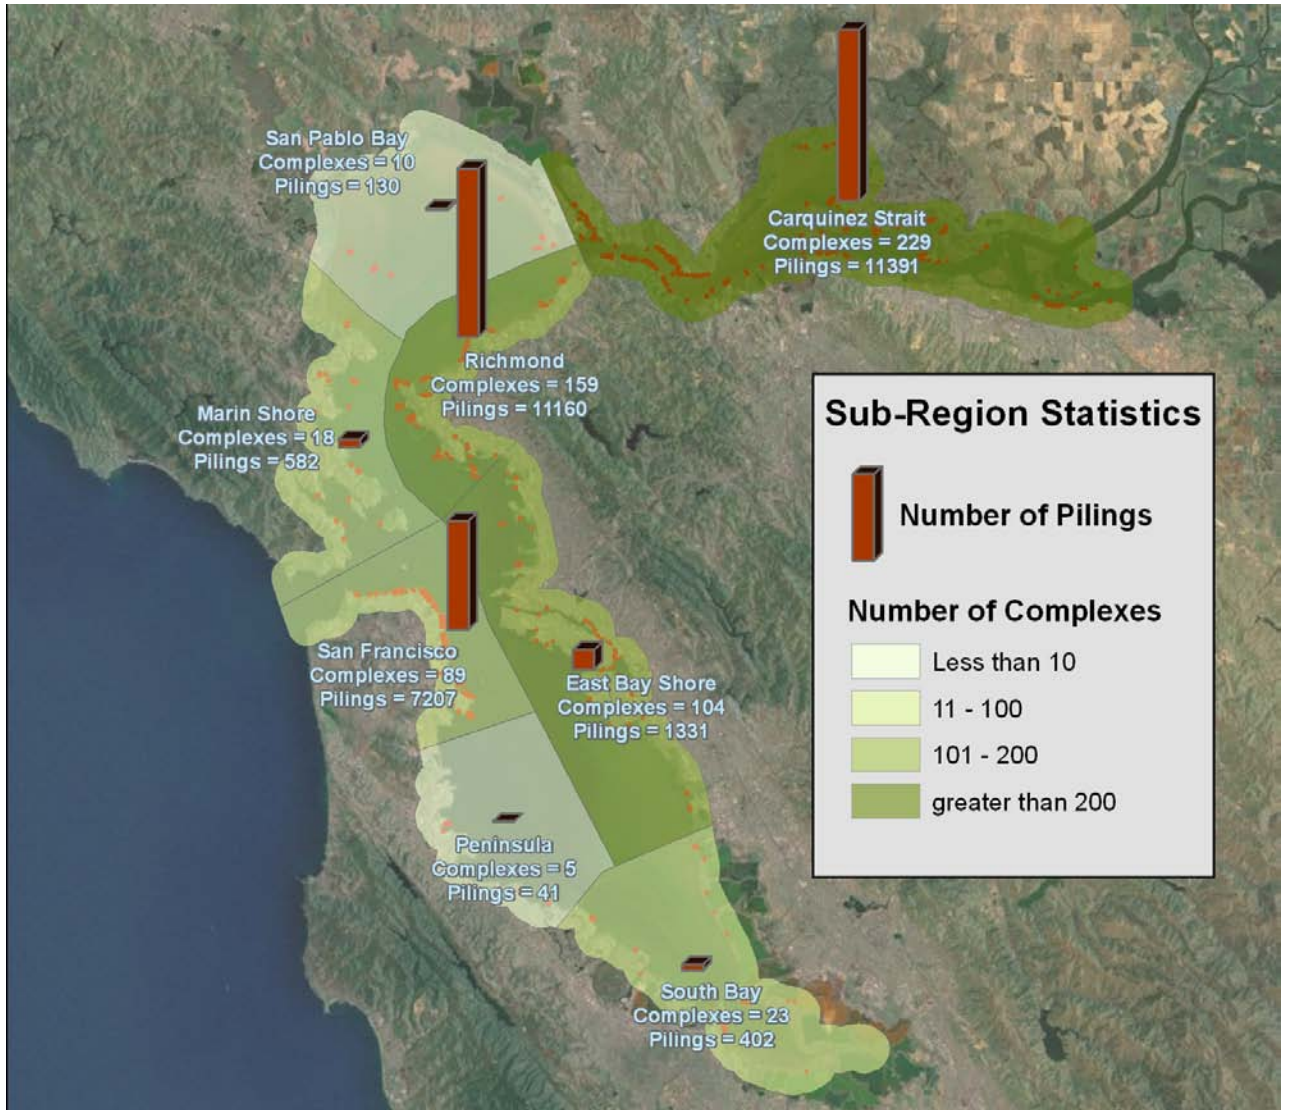 San Pablo Bay
Complexes = 10
Pilings = 130
Carquinez Strait
Complexes = 229
Pilings = 11391
Richmond
Complexes = 159
Pilings = 11160
Marin Shore
Complexes = 18
Pilings = 582
San Francisco
Complexes = 89
Pilings = 7207
East Bay Shore
Complexes = 104
Pilings = 1331
Peninsula
Complexes = 5
Pilings = 41
South Bay
Complexes = 23
Pilings = 402
Sub-Region Statistics
Number of Pilings
Number of Complexes
Less than 10
11 - 100
101 - 200
greater than 200